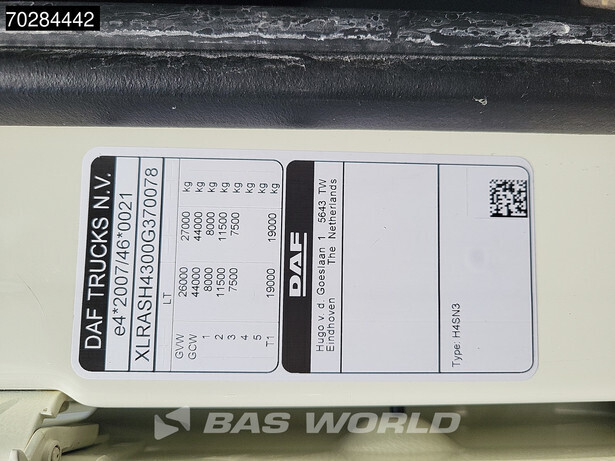 70284442
DAF TRUCKS N.V.
e4*2007/46*0021
XLRASH4300G370078
LT
GVW 26000 27000 kg
GCW 44000 44000 kg
1 8000 8000 kg
2 11500 11500 kg
3 7500 7500 kg
4 kg
5 kg
T1 19000 19000 kg
DAF
Hugo v. d. Goeslaan 1 5643 TW
Eindhoven The Netherlands
Type: H4SN3
BAS WORLD